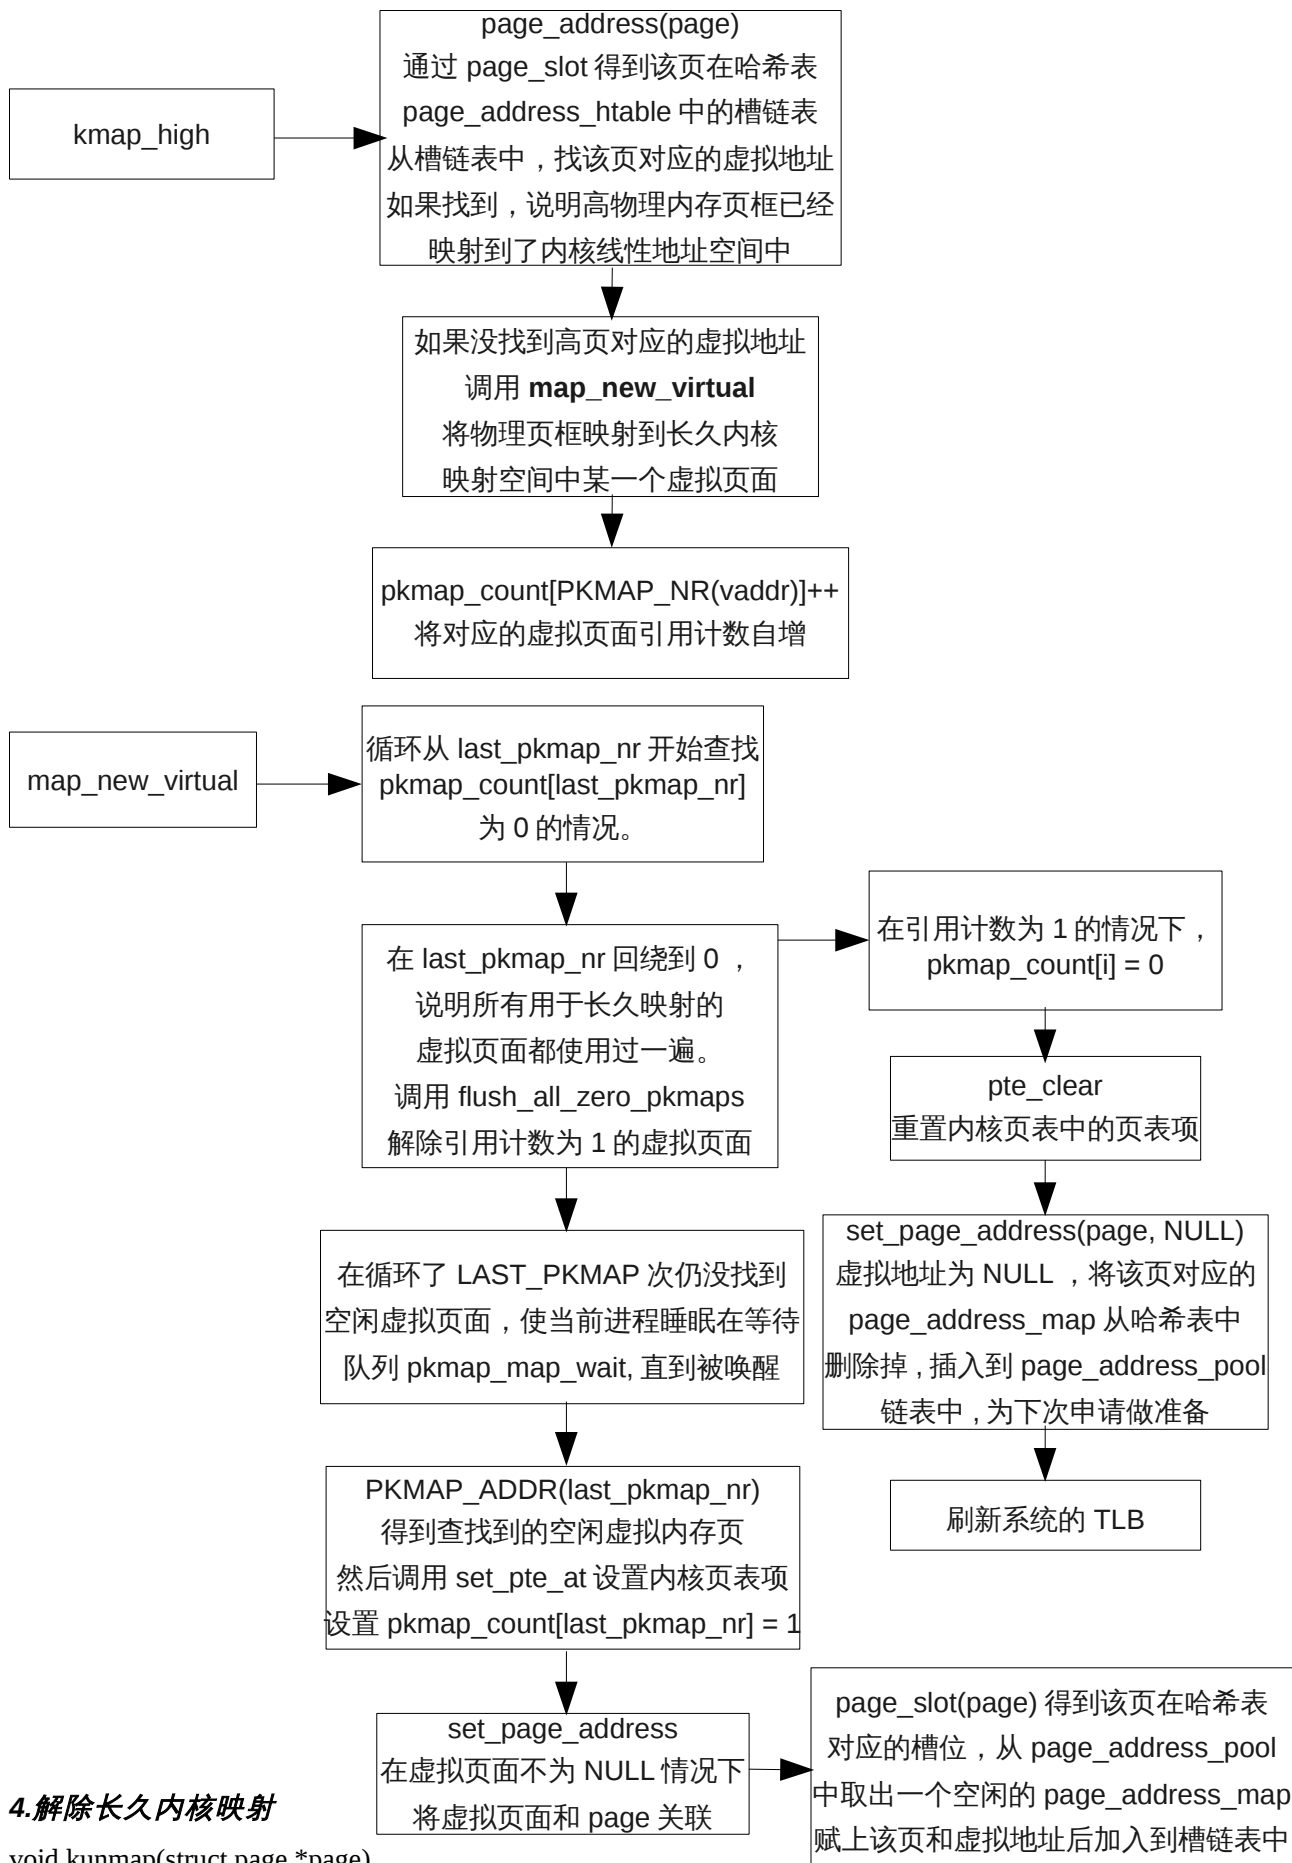 kmap_high
page_address(page)
通过 page_slot 得到该页在哈希表
page_address_htable 中的槽链表
从槽链表中，找该页对应的虚拟地址
如果找到，说明高物理内存页框已经
映射到了内核线性地址空间中
如果没找到高页对应的虚拟地址
调用 map_new_virtual
将物理页框映射到长久内核
映射空间中某一个虚拟页面
pkmap_count[PKMAP_NR(vaddr)]++
将对应的虚拟页面引用计数自增
map_new_virtual
循环从 last_pkmap_nr 开始查找
pkmap_count[last_pkmap_nr]
为 0 的情况。
在 last_pkmap_nr 回绕到 0 ，
说明所有用于长久映射的
虚拟页面都使用过一遍。
调用 flush_all_zero_pkmaps
解除引用计数为 1 的虚拟页面
在引用计数为 1 的情况下，
pkmap_count[i] = 0
pte_clear
重置内核页表中的页表项
set_page_address(page, NULL)
虚拟地址为 NULL ，将该页对应的
page_address_map 从哈希表中
删除掉 , 插入到 page_address_pool
链表中 , 为下次申请做准备
刷新系统的 TLB
在循环了 LAST_PKMAP 次仍没找到
空闲虚拟页面，使当前进程睡眠在等待
队列 pkmap_map_wait, 直到被唤醒
PKMAP_ADDR(last_pkmap_nr)
得到查找到的空闲虚拟内存页
然后调用 set_pte_at 设置内核页表项
设置 pkmap_count[last_pkmap_nr] = 1
set_page_address
在虚拟页面不为 NULL 情况下
将虚拟页面和 page 关联
page_slot(page) 得到该页在哈希表
对应的槽位，从 page_address_pool
中取出一个空闲的 page_address_map
赋上该页和虚拟地址后加入到槽链表中
4.解除长久内核映射
void kunmap(struct page *page)